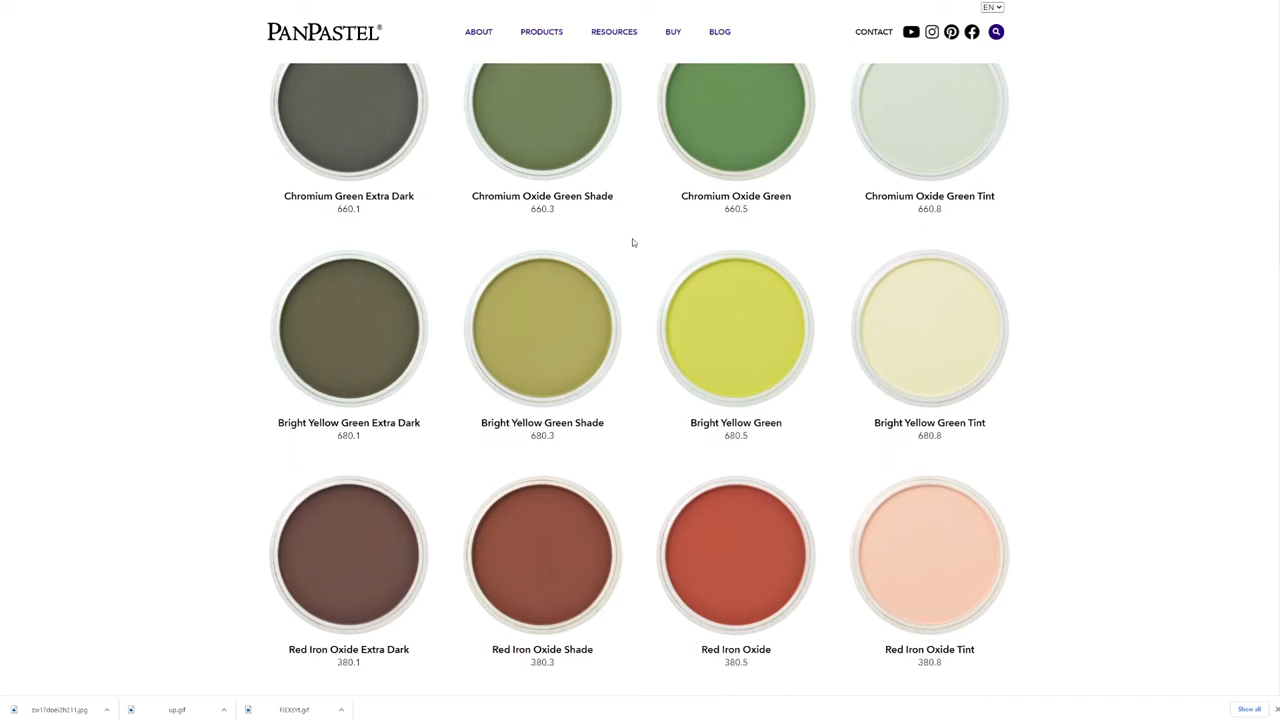 EN
PANPASTEL®
ABOUT PRODUCTS RESOURCES BUY BLOG CONTACT
Chromium Green Extra Dark Chromium Oxide Green Shade Chromium Oxide Green Chromium Oxide Green Tint
660.1 660.3 660.5 660.8
Bright Yellow Green Extra Dark Bright Yellow Green Shade Bright Yellow Green Bright Yellow Green Tint
680.1 680.3 680.5 680.8
Red Iron Oxide Extra Dark Red Iron Oxide Shade Red Iron Oxide Red Iron Oxide Tint
380.1 380.3 380.5 380.8
up.gif Show all